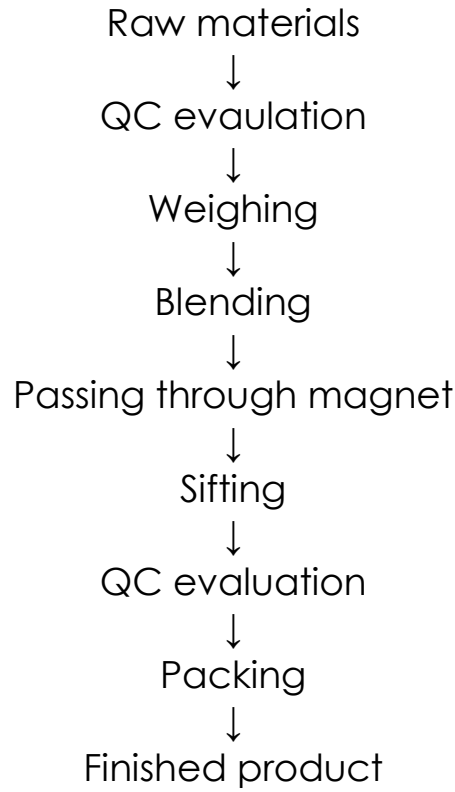 Raw materials
↓
QC evaulation
↓
Weighing
↓
Blending
↓
Passing through magnet
↓
Sifting
↓
QC evaluation
↓
Packing
↓
Finished product